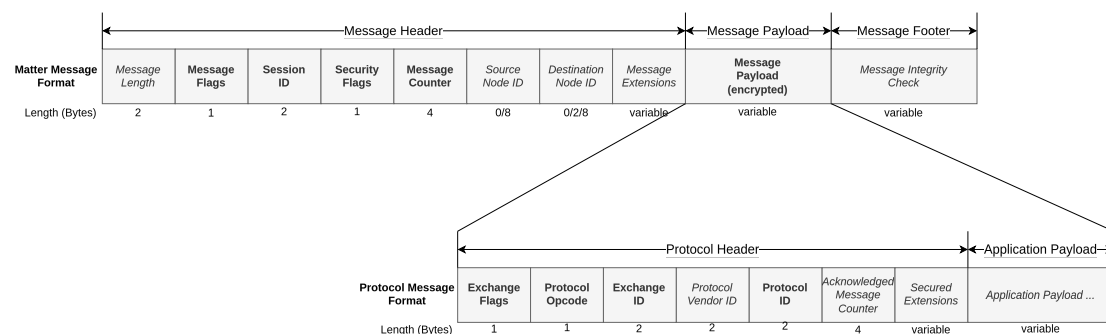 Message Header Message Payload Message Footer
Matter Message Format
Message Length
Message Flags
Session ID
Security Flags
Message Counter
Source Node ID
Destination Node ID
Message Extensions
Message Payload (encrypted)
Message Integrity Check
Length (Bytes) 2 1 2 1 4 0/8 0/2/8 variable variable variable
Protocol Header Application Payload
Protocol Message Format
Exchange Flags
Protocol Opcode
Exchange ID
Protocol Vendor ID
Protocol ID
Acknowledged Message Counter
Secured Extensions
Application Payload ...
Length (Bytes) 1 1 2 2 2 4 variable variable